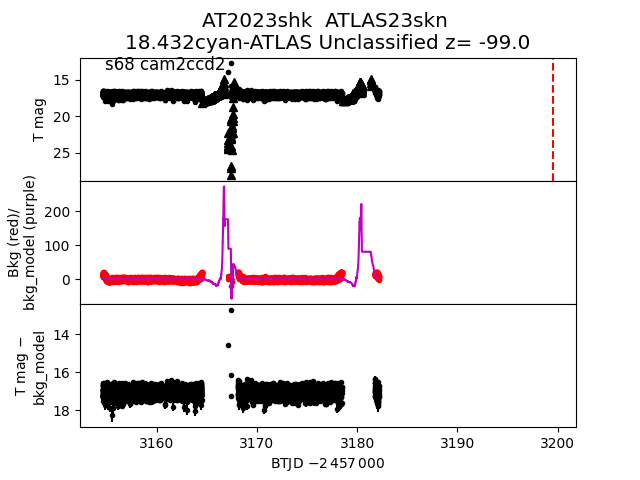 AT2023shk  ATLAS23skn
18.432cyan-ATLAS Unclassified z= -99.0
s68 cam2ccd2
15
20
25
T mag
200
100
0
Bkg (red)/
bkg_model (purple)
14
16
18
T mag −
bkg_model
3160
3170
3180
3190
3200
BTJD −2 457 000